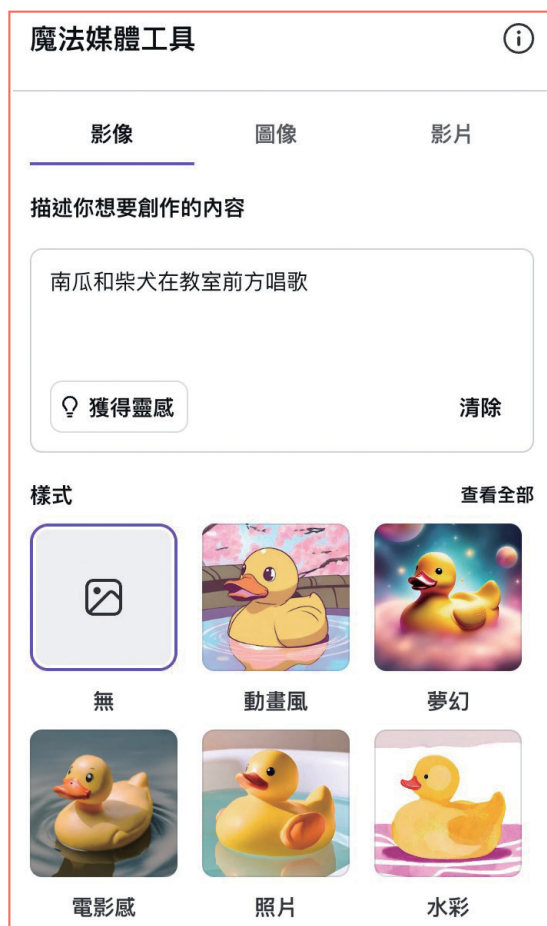 魔法媒體工具
影像 圖像 影片
描述你想要創作的內容
南瓜和柴犬在教室前方唱歌
獲得靈感 清除
樣式 查看全部
無 動畫風 夢幻
電影感 照片 水彩